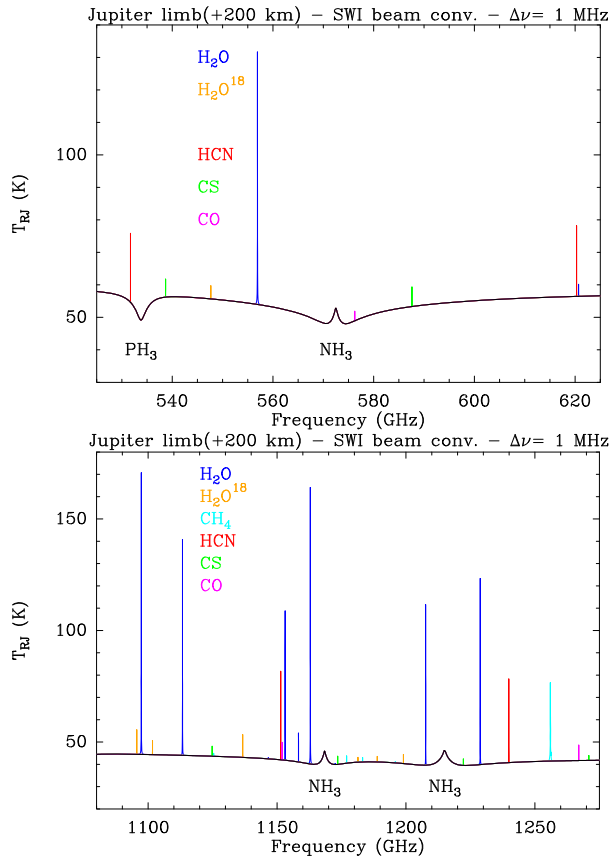 Jupiter limb(+200 km) – SWI beam conv. – Δν= 1 MHz
H₂O
H₂O¹⁸
HCN
CS
CO
100
50
T_RJ (K)
PH₃
NH₃
540
560
580
600
620
Frequency (GHz)
Jupiter limb(+200 km) – SWI beam conv. – Δν= 1 MHz
H₂O
H₂O¹⁸
CH₄
HCN
CS
CO
150
100
50
T_RJ (K)
NH₃
NH₃
1100
1150
1200
1250
Frequency (GHz)